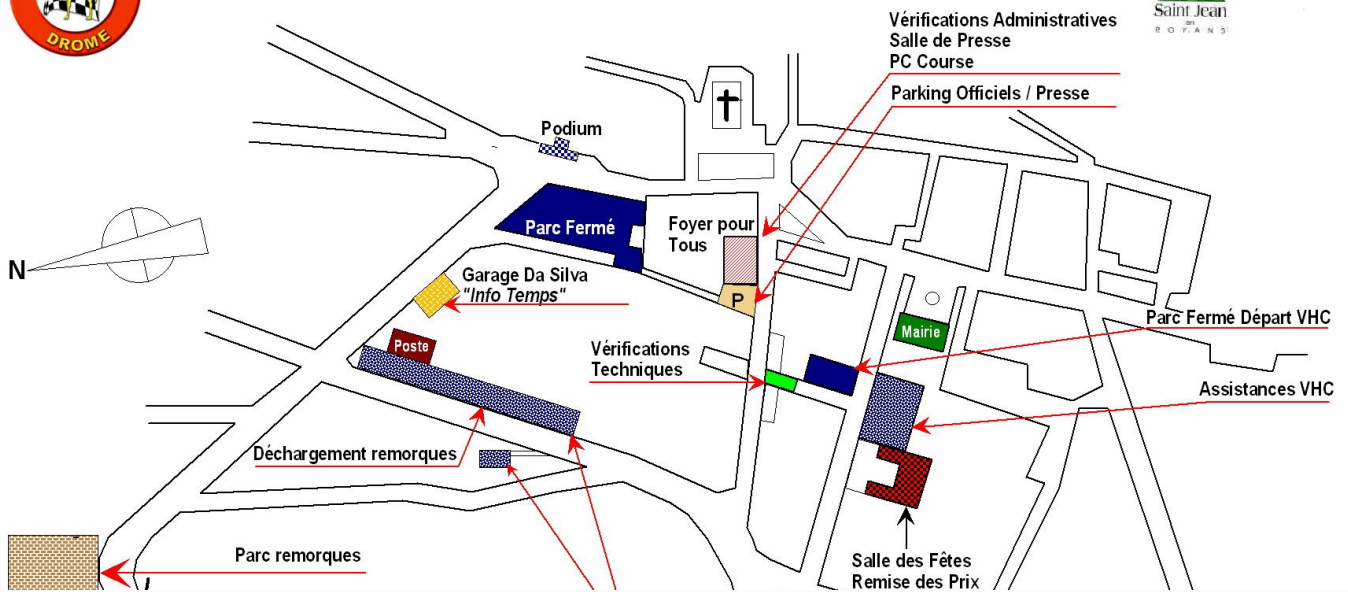 DROME
Saint Jean
en
ROYANS
Vérifications Administratives
Salle de Presse
PC Course
Parking Officiels / Presse
Podium
Parc Fermé
Foyer pour
Tous
N
Garage Da Silva
"Info Temps"
P
Mairie
Parc Fermé Départ VHC
Poste
Vérifications
Techniques
Assistances VHC
Déchargement remorques
Parc remorques
Salle des Fêtes
Remise des Prix